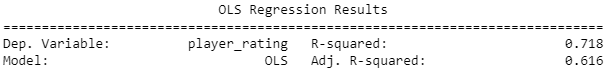 OLS Regression Results
==============================================================================
Dep. Variable: player_rating R-squared: 0.718
Model: OLS Adj. R-squared: 0.616